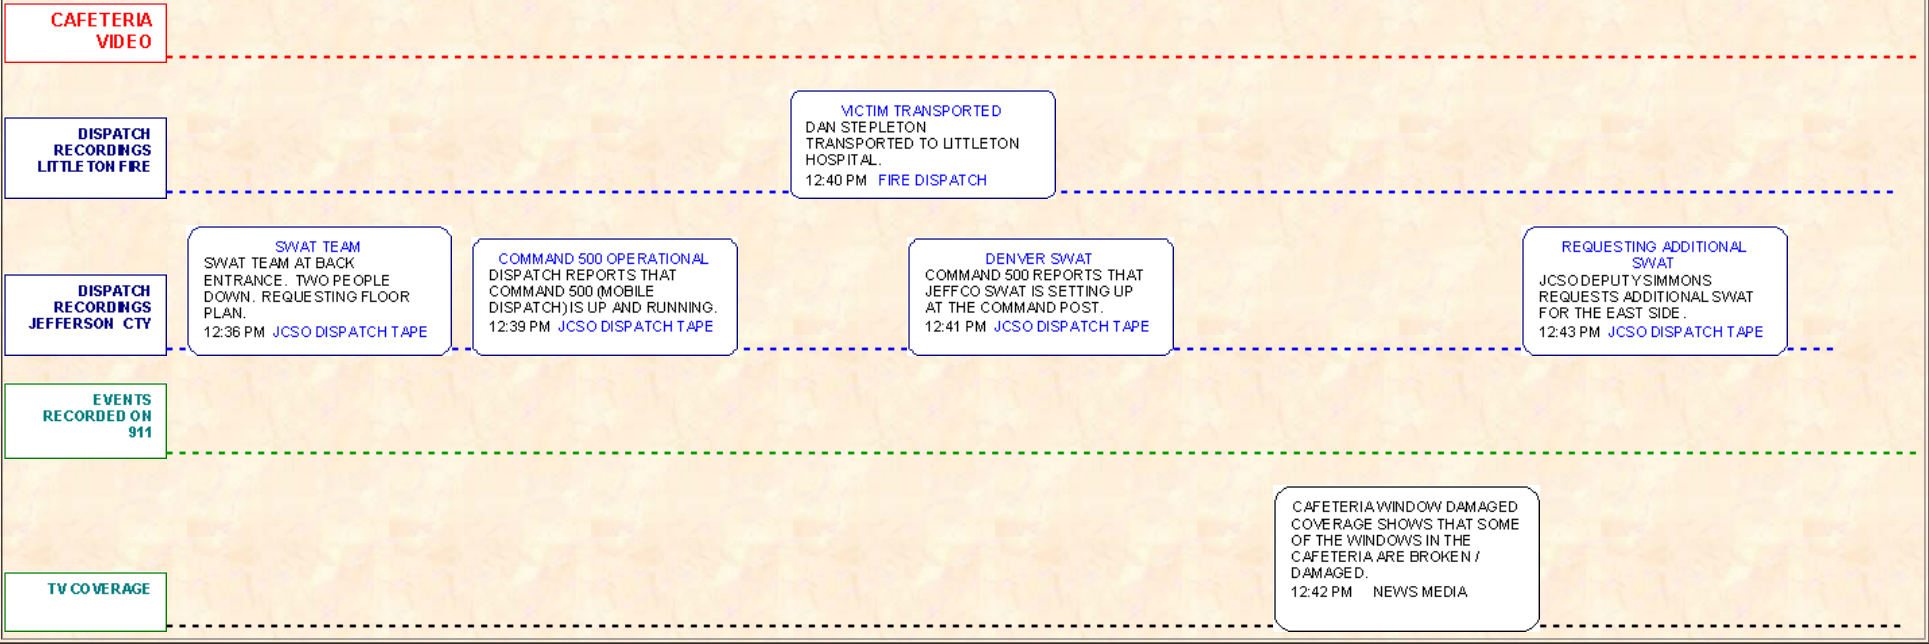 CAFETERIA
VIDEO
DISPATCH
RECORDINGS
LITTLETON FIRE
VICTIM TRANSPORTED
DAN STEPLETON
TRANSPORTED TO LITTLETON
HOSPITAL.
12:40 PM FIRE DISPATCH
DISPATCH
RECORDINGS
JEFFERSON CTY
SWAT TEAM
SWAT TEAM AT BACK
ENTRANCE. TWO PEOPLE
DOWN. REQUESTING FLOOR
PLAN.
12:36 PM JCSO DISPATCH TAPE
COMMAND 500 OPERATIONAL
DISPATCH REPORTS THAT
COMMAND 500 (MOBILE
DISPATCH) IS UP AND RUNNING.
12:39 PM JCSO DISPATCH TAPE
DENVER SWAT
COMMAND 500 REPORTS THAT
JEFFCO SWAT IS SETTING UP
AT THE COMMAND POST.
12:41 PM JCSO DISPATCH TAPE
REQUESTING ADDITIONAL
SWAT
JCSO DEPUTY SIMMONS
REQUESTS ADDITIONAL SWAT
FOR THE EAST SIDE.
12:43 PM JCSO DISPATCH TAPE
EVENTS
RECORDED ON
911
TV COVERAGE
CAFETERIA WINDOW DAMAGED
COVERAGE SHOWS THAT SOME
OF THE WINDOWS IN THE
CAFETERIA ARE BROKEN /
DAMAGED.
12:42 PM NEWS MEDIA